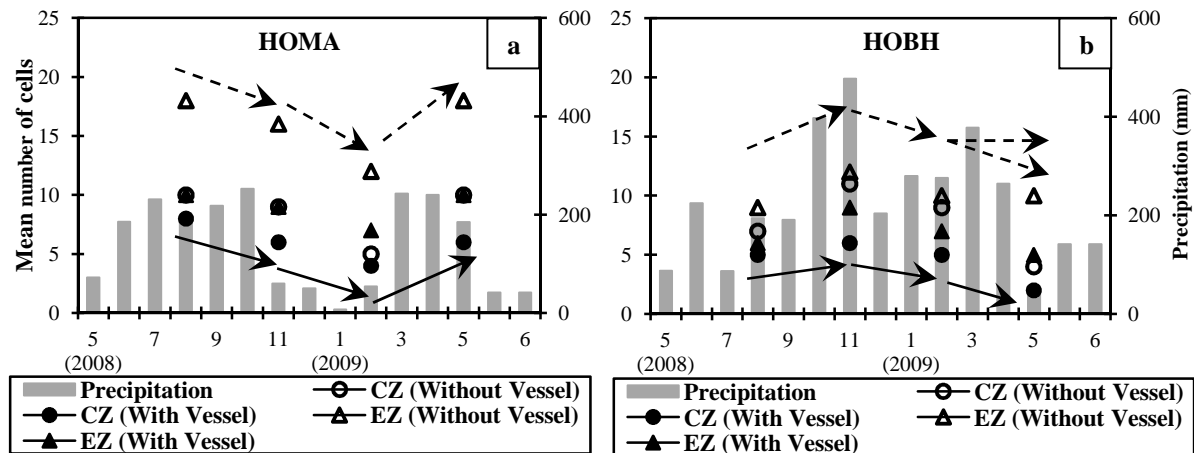 HOMA
a
Mean number of cells
25
20
15
10
5
0
600
400
200
0
5
7
9
11
1
3
5
6
(2008)
(2009)
Precipitation
CZ (Without Vessel)
CZ (With Vessel)
EZ (Without Vessel)
EZ (With Vessel)
HOBH
b
25
20
15
10
5
0
600
400
200
0
Precipitation (mm)
5
7
9
11
1
3
5
6
(2008)
(2009)
Precipitation
CZ (Without Vessel)
CZ (With Vessel)
EZ (Without Vessel)
EZ (With Vessel)